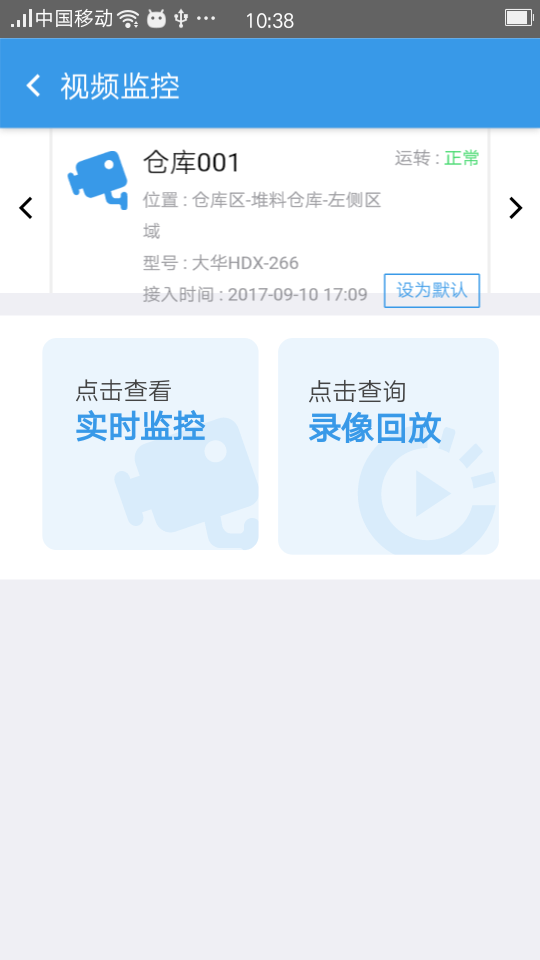 中国移动 10:38
视频监控
仓库001 运转 : 正常
位置 : 仓库区-堆料仓库-左侧区
域
型号 : 大华HDX-266
接入时间 : 2017-09-10 17:09 设为默认
点击查看
实时监控
点击查询
录像回放